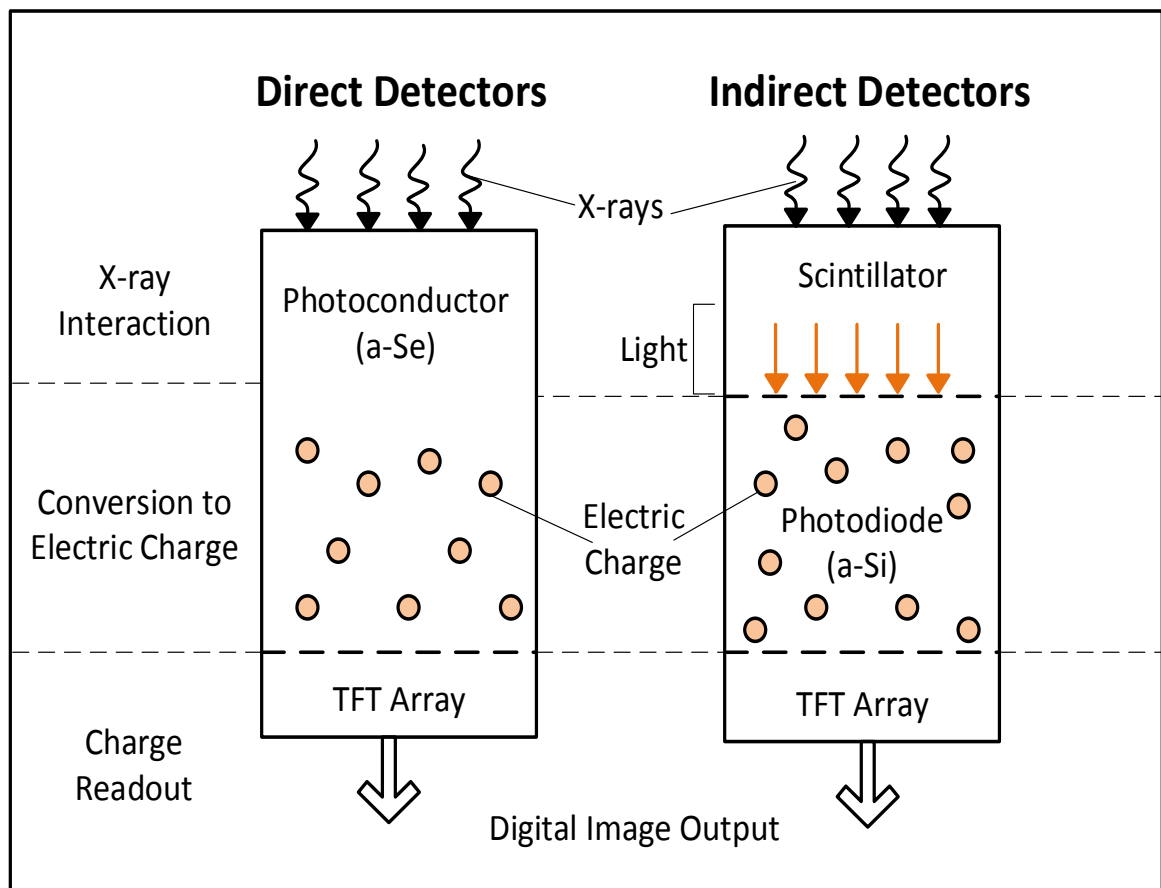 Direct Detectors
Indirect Detectors
X-rays
X-ray
Interaction
Photoconductor
(a-Se)
Scintillator
Light
Conversion to
Electric Charge
Electric
Charge
Photodiode
(a-Si)
TFT Array
TFT Array
Charge
Readout
Digital Image Output